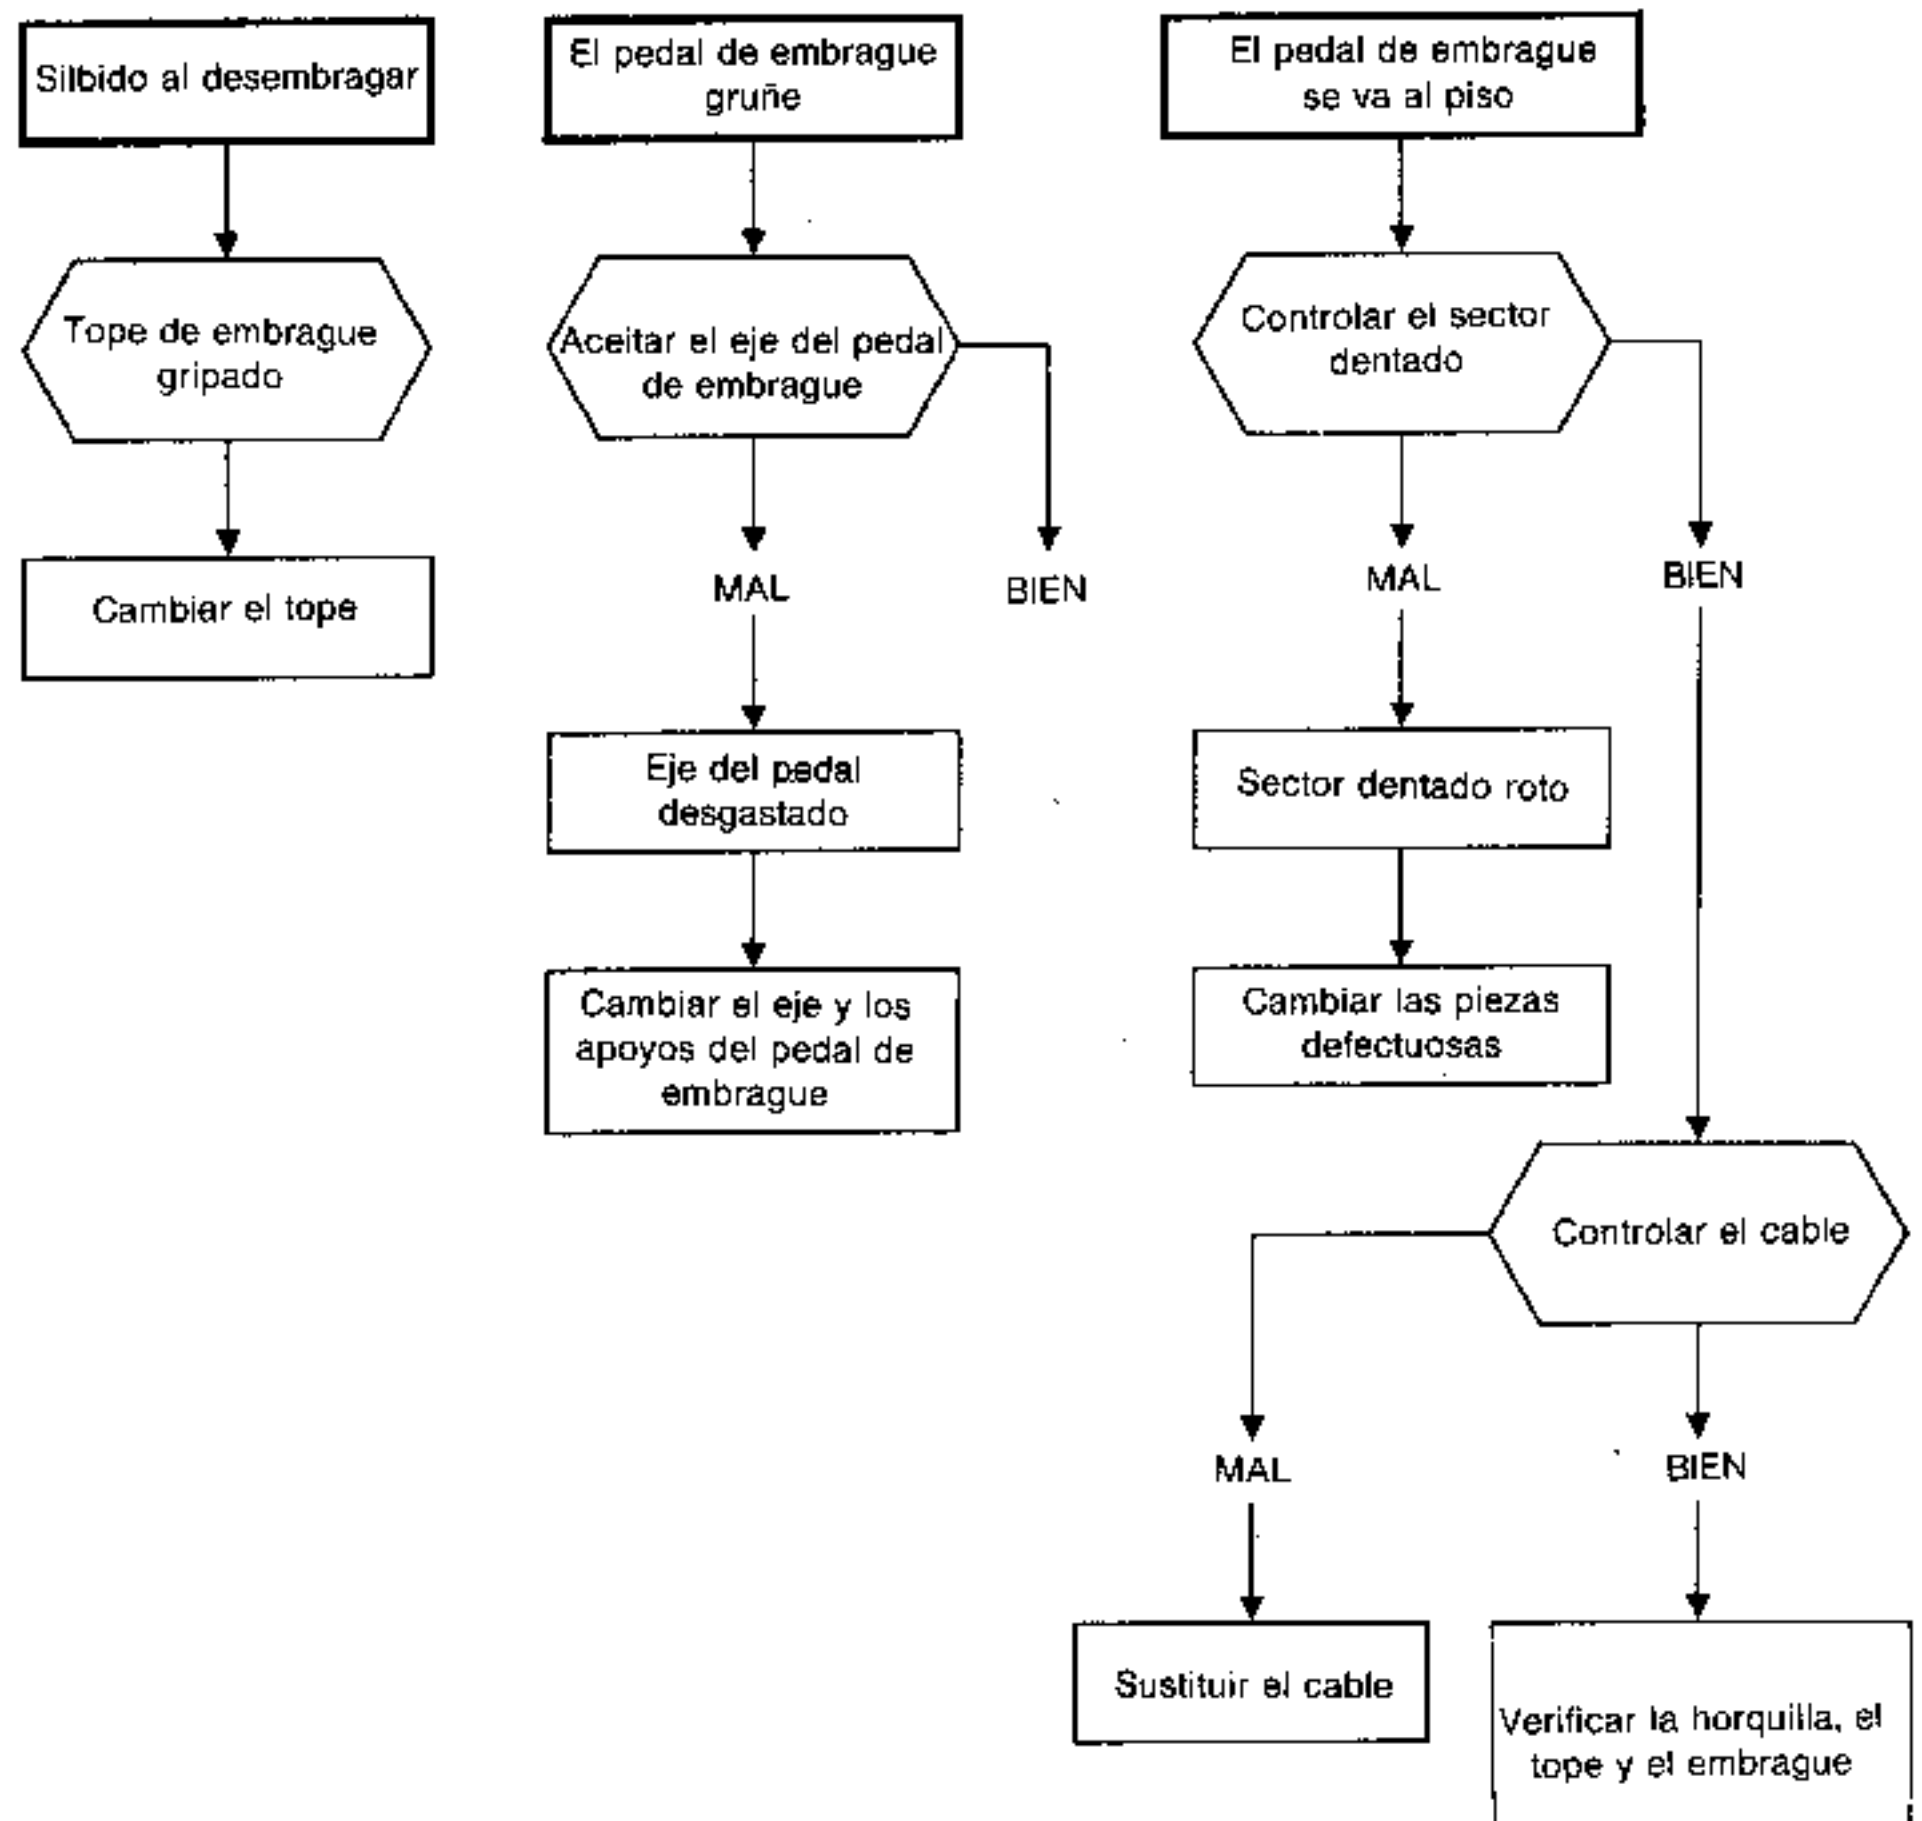 Silbido al desembragar
El pedal de embrague
gruñe
El pedal de embrague
se va al piso
Tope de embrague
gripado
Aceitar el eje del pedal
de embrague
Controlar el sector
dentado
Cambiar el tope
MAL
BIEN
MAL
BIEN
Eje del pedal
desgastado
Sector dentado roto
Cambiar el eje y los
apoyos del pedal de
embrague
Cambiar las piezas
defectuosas
Controlar el cable
MAL
BIEN
Sustituir el cable
Verificar la horquilla, el
tope y el embrague